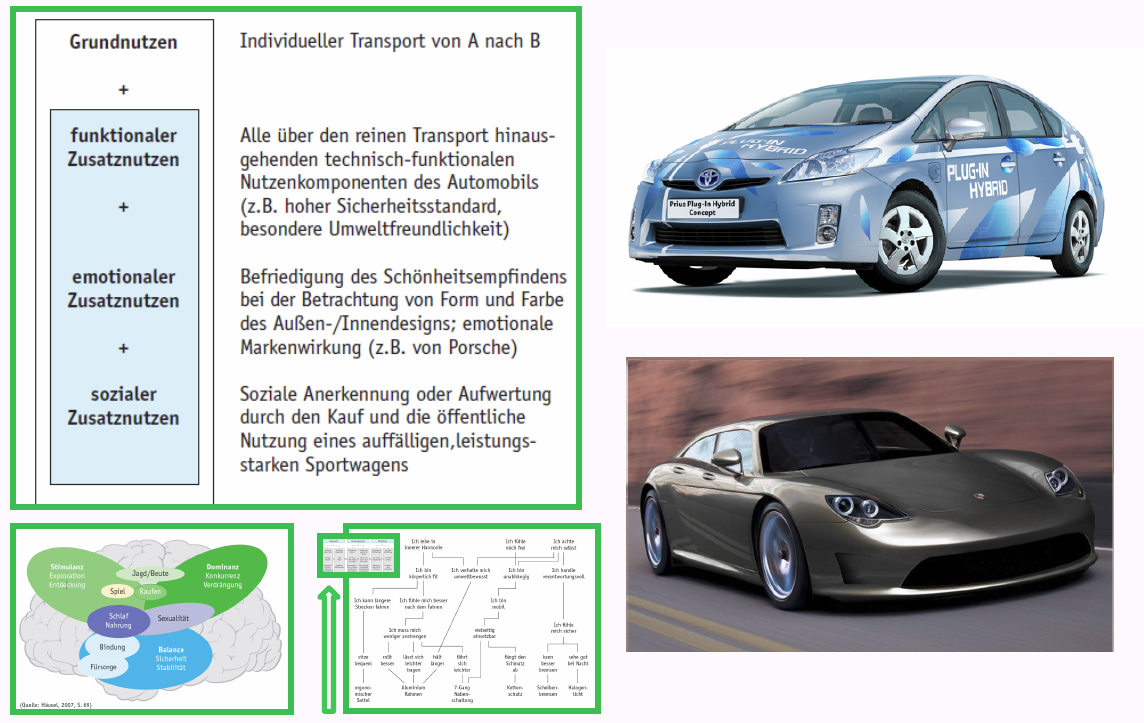 Grundnutzen
Individueller Transport von A nach B
+
funktionaler
Zusatznutzen
Alle über den reinen Transport hinaus-
gehenden technisch-funktionalen
Nutzenkomponenten des Automobils
(z.B. hoher Sicherheitsstandard,
besondere Umweltfreundlichkeit)
+
emotionaler
Zusatznutzen
Befriedigung des Schönheitsempfindens
bei der Betrachtung von Form und Farbe
des Außen-/Innendesigns; emotionale
Markenwirkung (z.B. von Porsche)
+
sozialer
Zusatznutzen
Soziale Anerkennung oder Aufwertung
durch den Kauf und die öffentliche
Nutzung eines auffälligen,leistungs-
starken Sportwagens
PLUG-IN
HYBRID
PLUG-IN
HYBRID
Prius Plug-In Hybrid
Concept
Stimulanz
Exploration
Entdeckung
Jagd/Beute
Dominanz
Konkurrenz
Verdrängung
Spiel
Raufen
Schlaf
Nahrung
Sexualität
Bindung
Fürsorge
Balance
Sicherheit
Stabilität
(Quelle: Häusel, 2007, S. 69)
Ich lebe in
innerer Harmonie
Ich fühle
mich frei
Ich achte
mich selbst
Ich bin
körperlich fit
Ich verhalte mich
umweltbewusst
Ich bin
unabhängig
Ich handle
verantwortungsvoll
Ich kann längere
Strecken fahren
Ich fühle mich besser
nach dem Fahren
Ich bin
mobil
Ich muss mich
weniger anstrengen
vielseitig
einsetzbar
Ich fühle
mich sicher
sitze
bequem
rollt
besser
lässt sich
leichter
tragen
hält
länger
fährt
sich
leichter
fängt den
Schmutz
ab
kann
besser
bremsen
sehe gut
bei Nacht
ergono-
mischer
Sattel
Aluminium
Rahmen
7-Gang
Naben-
schaltung
Ketten-
schutz
Scheiben-
bremsen
Halogen-
licht